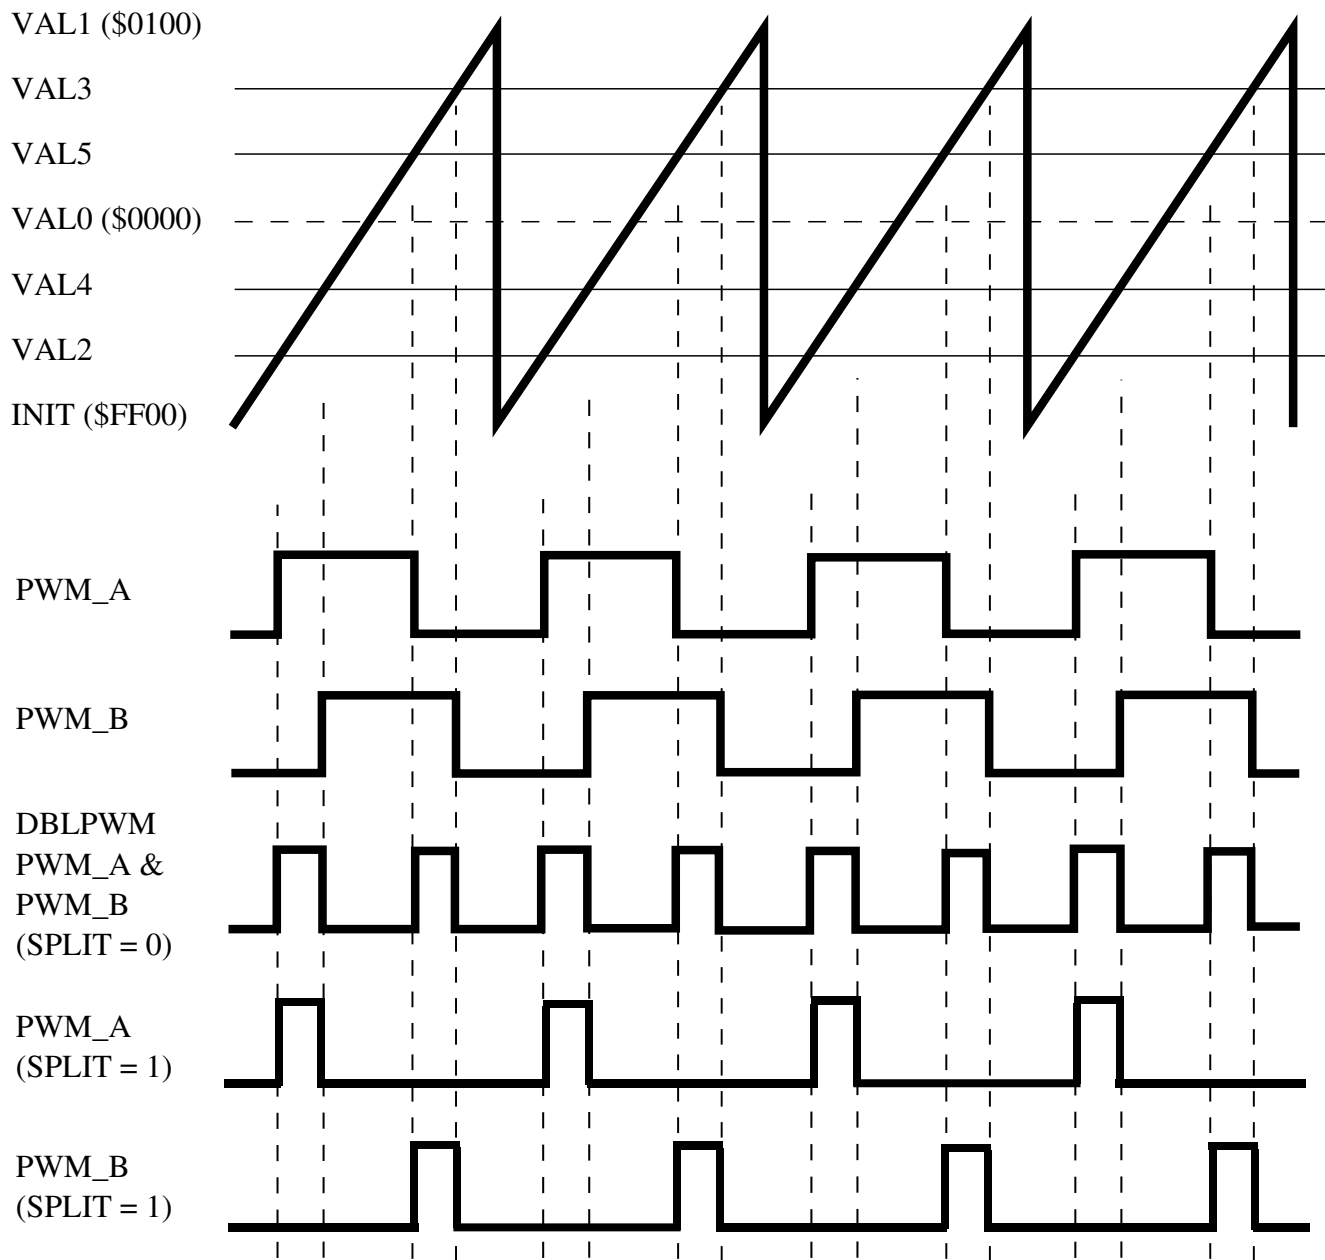 VAL1 ($0100)
VAL3
VAL5
VAL0 ($0000)
VAL4
VAL2
INIT ($FF00)
PWM_A
PWM_B
DBLPWM
PWM_A &
PWM_B
(SPLIT = 0)
PWM_A
(SPLIT = 1)
PWM_B
(SPLIT = 1)